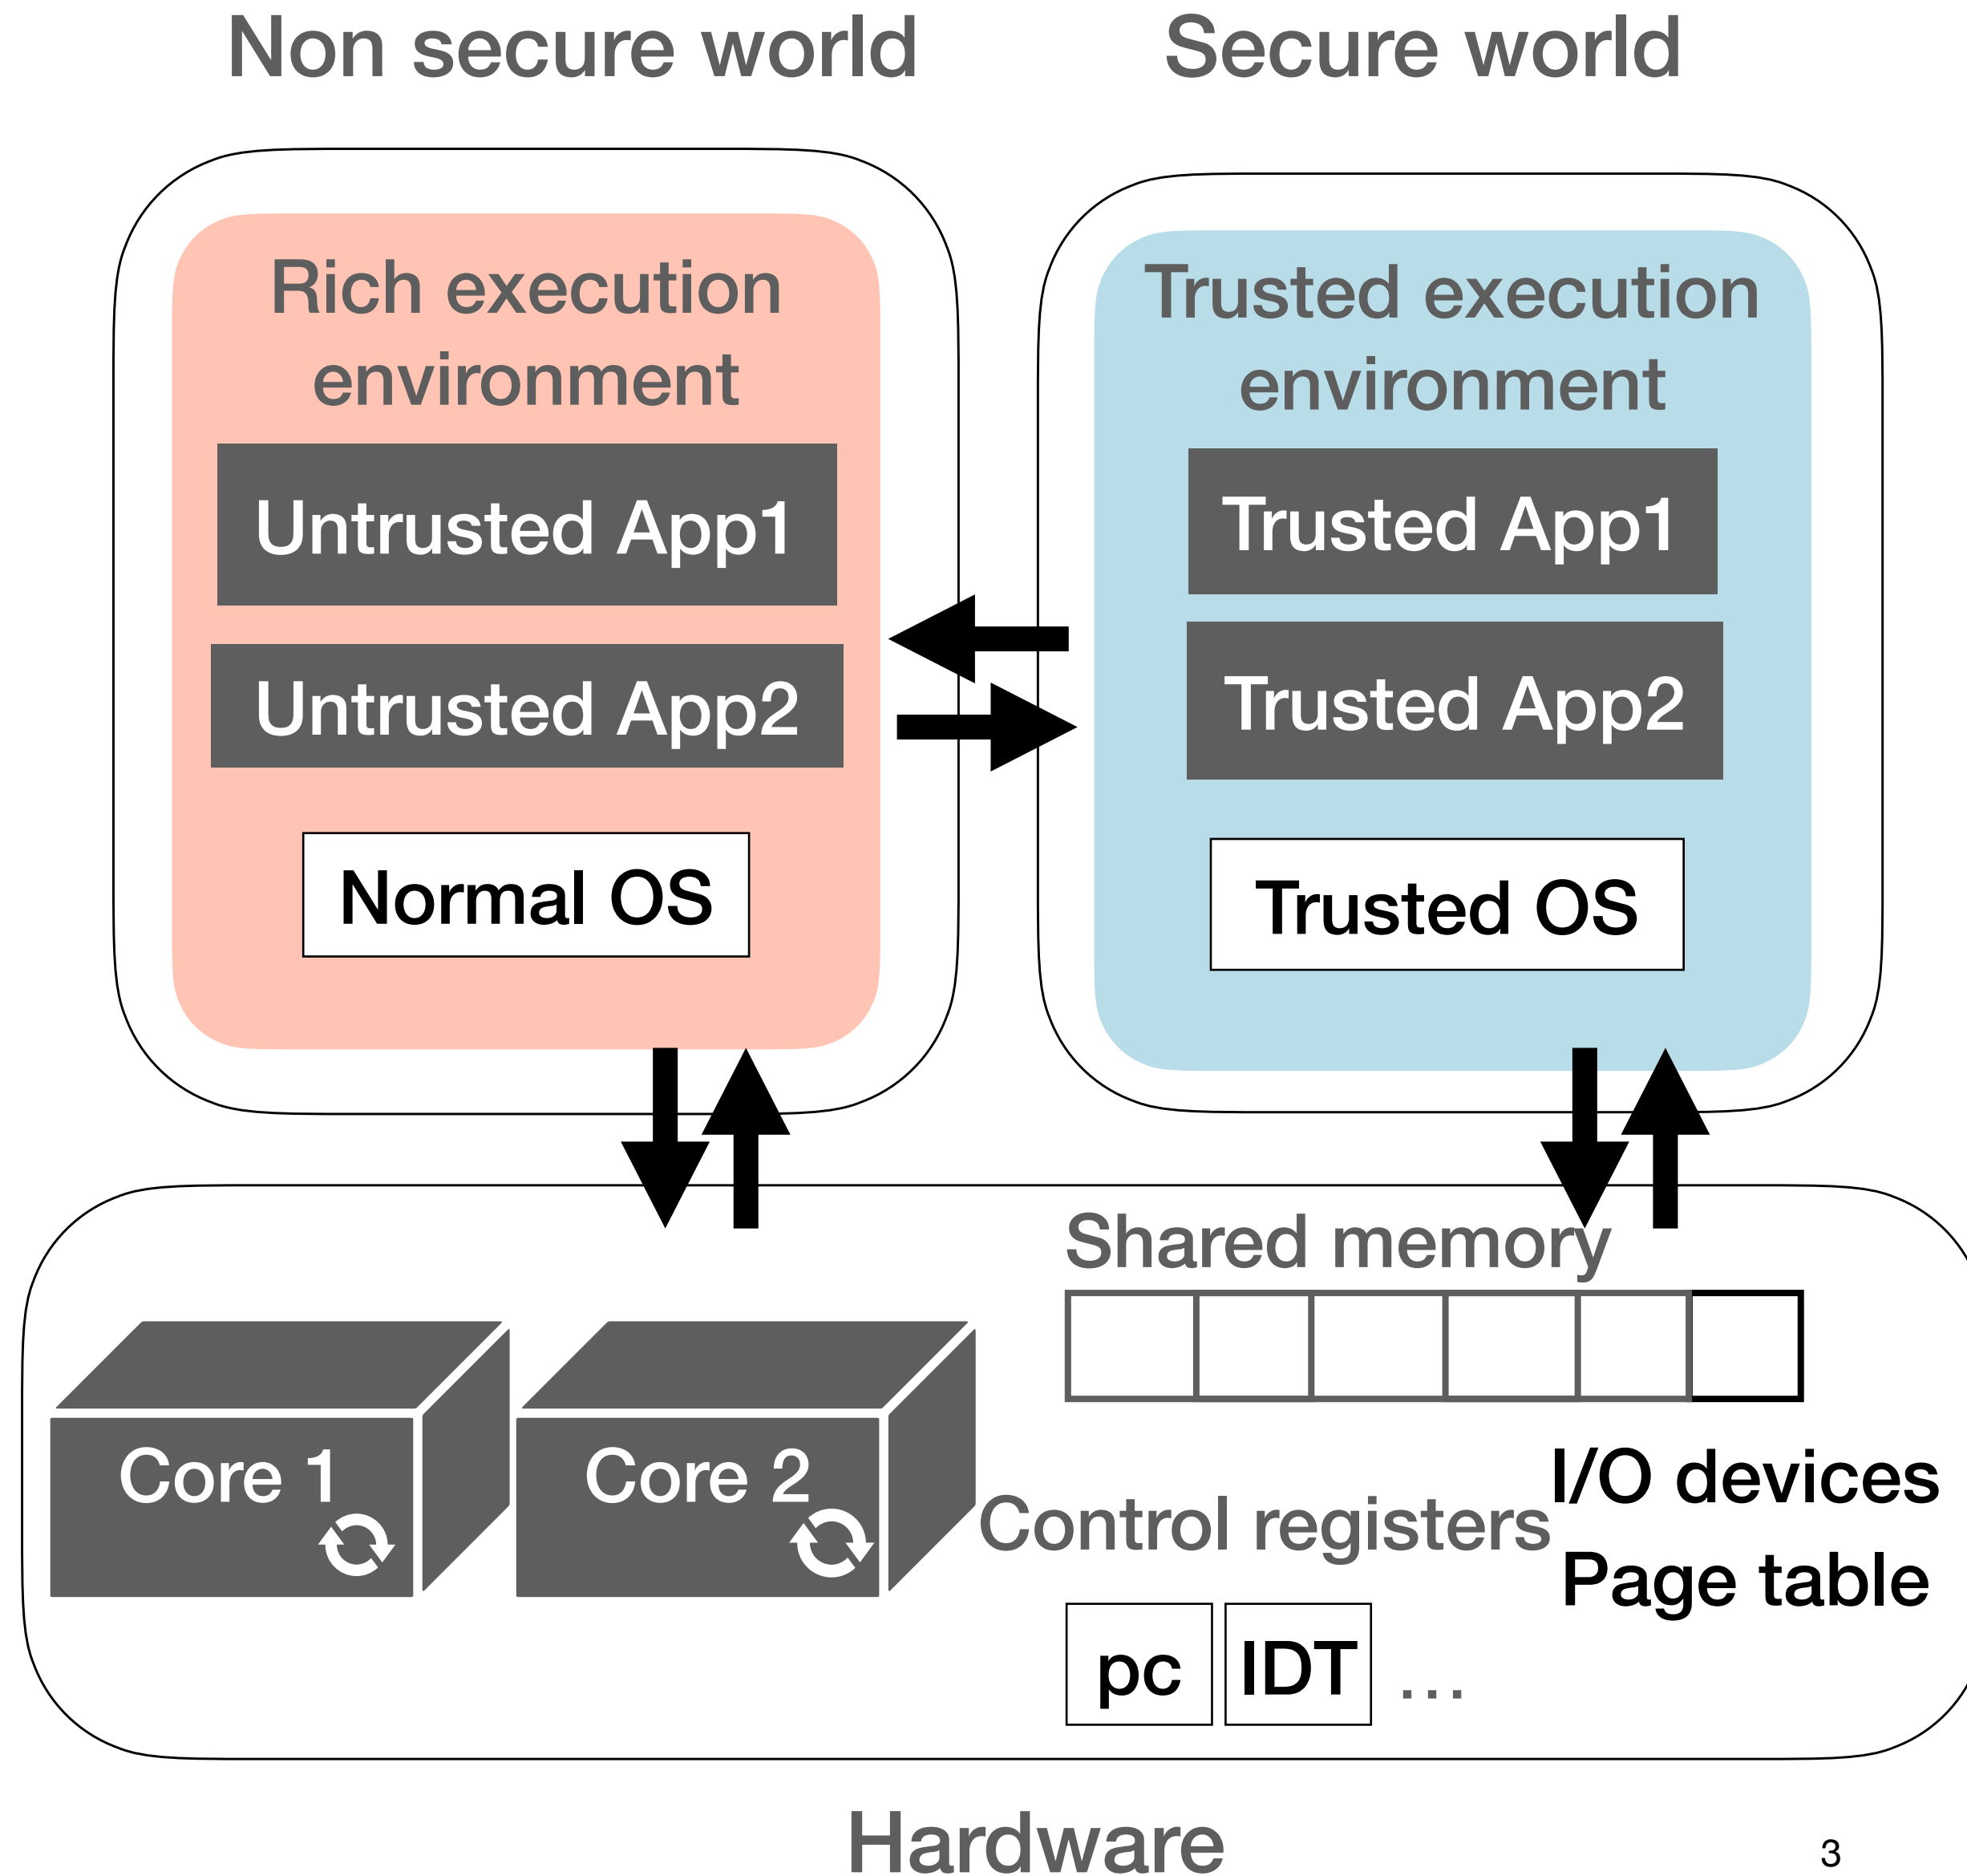 Non secure world
Secure world
Rich execution
environment
Untrusted App1
Untrusted App2
Normal OS
Trusted execution
environment
Trusted App1
Trusted App2
Trusted OS
Shared memory
Core 1
Core 2
Control registers
I/O devices
Page table
pc
IDT
...
Hardware
3